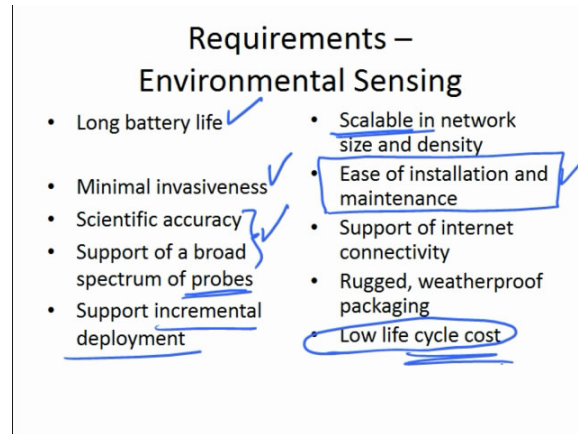 Requirements –
Environmental Sensing
• Long battery life
• Minimal invasiveness
• Scientific accuracy
• Support of a broad
spectrum of probes
• Support incremental
deployment
• Scalable in network
size and density
• Ease of installation and
maintenance
• Support of internet
connectivity
• Rugged, weatherproof
packaging
• Low life cycle cost